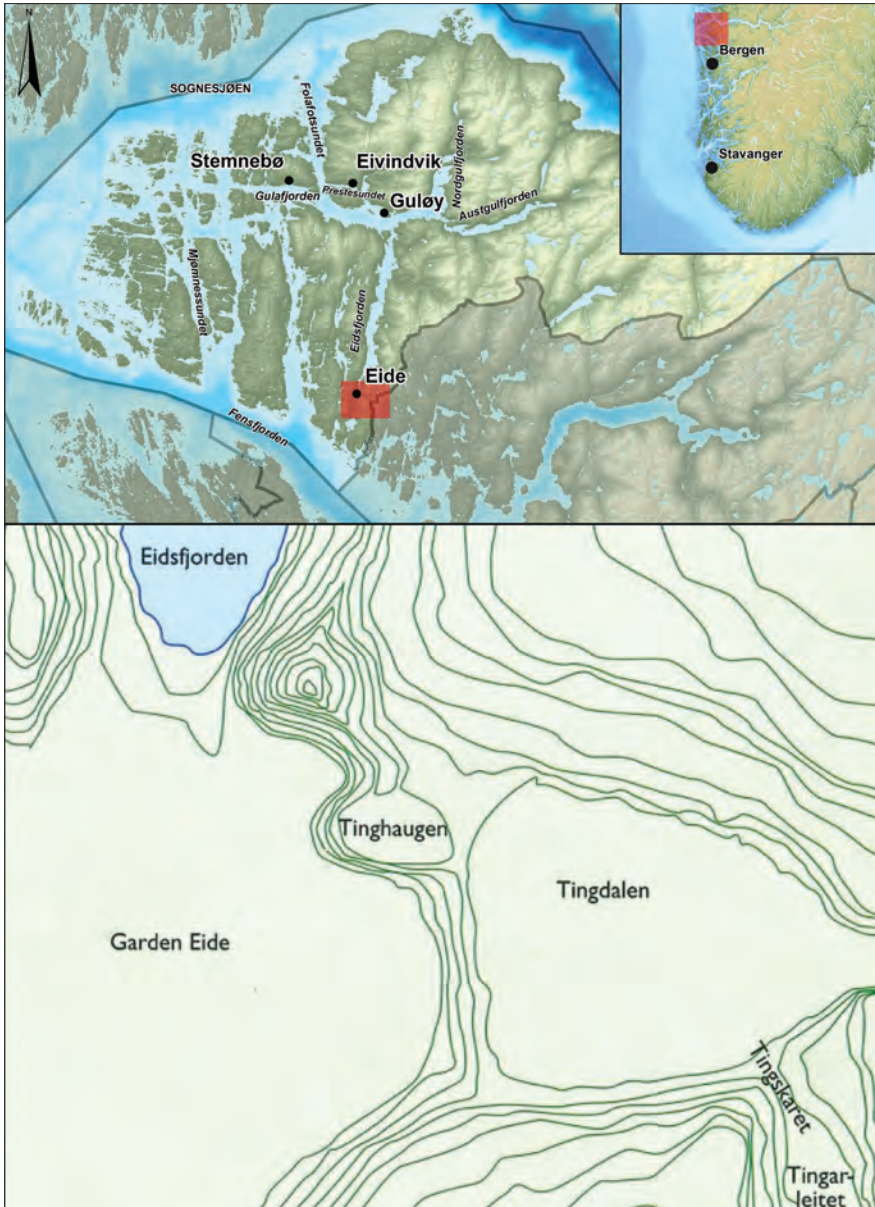 N
SOGNESJØEN
Folafotsundet
Stemnebø
Eivindvik
Gulafjorden
Prestesundet
Guløy
Nordgulfjorden
Austgulfjorden
Mjømnessundet
Eidsfjorden
Eide
Fensfjorden
Bergen
Stavanger
Eidsfjorden
Tinghaugen
Tingdalen
Garden Eide
Tingskaret
Tingar-
leitet